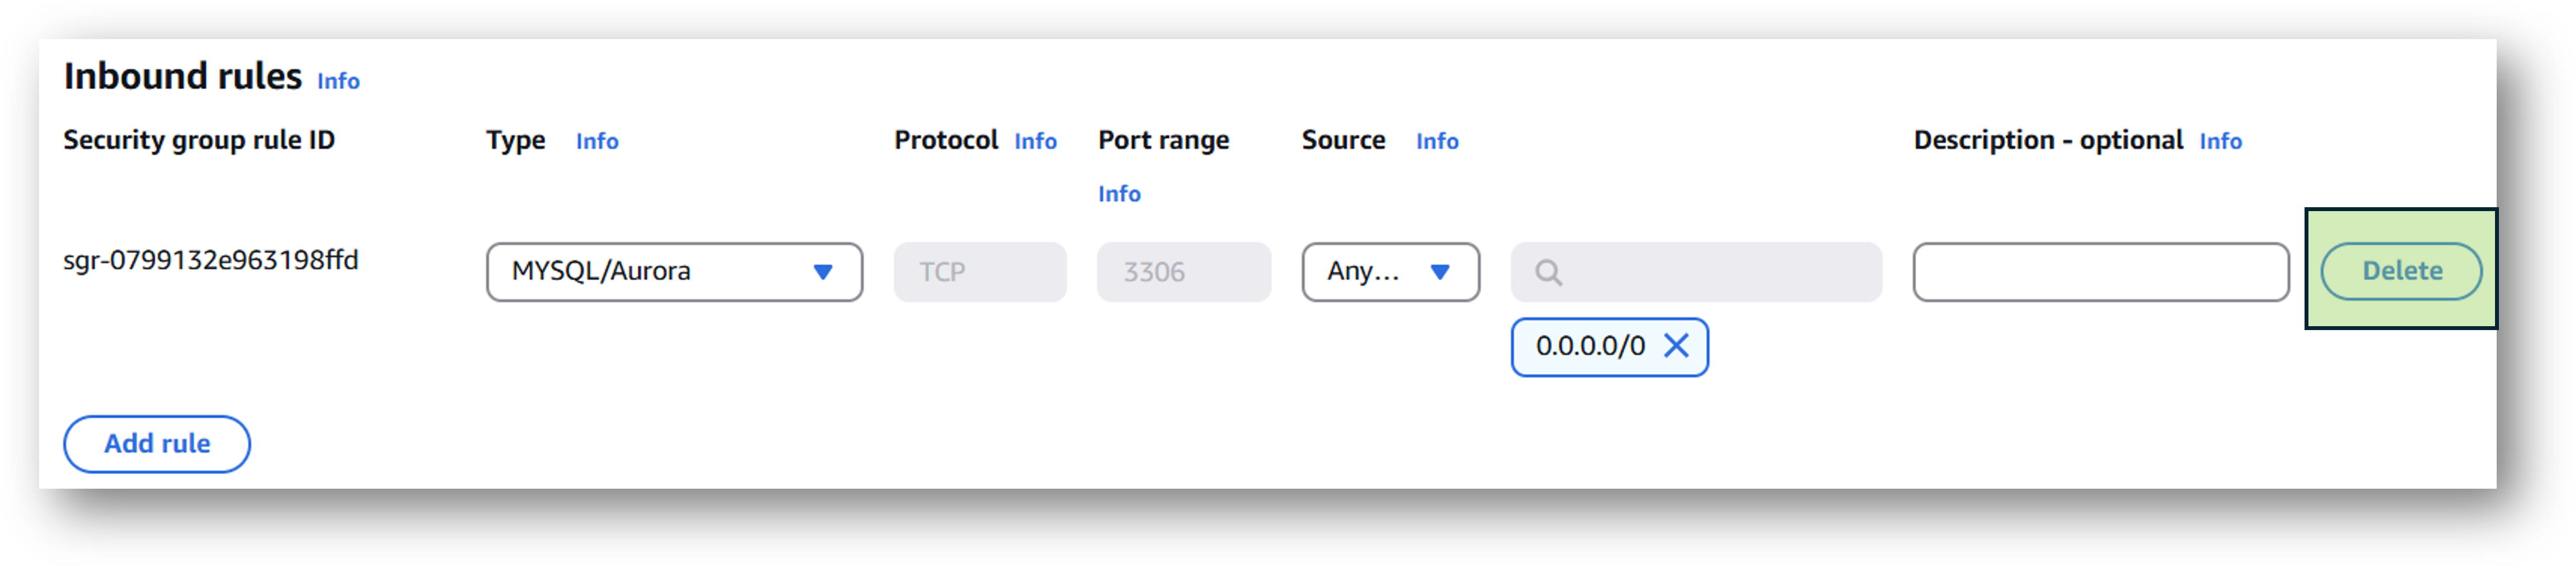 Inbound rules Info
Security group rule ID Type Info Protocol Info Port range Info Source Info Description - optional Info
sgr-0799132e963198ffd MYSQL/Aurora TCP 3306 Any... Delete
0.0.0.0/0
Add rule